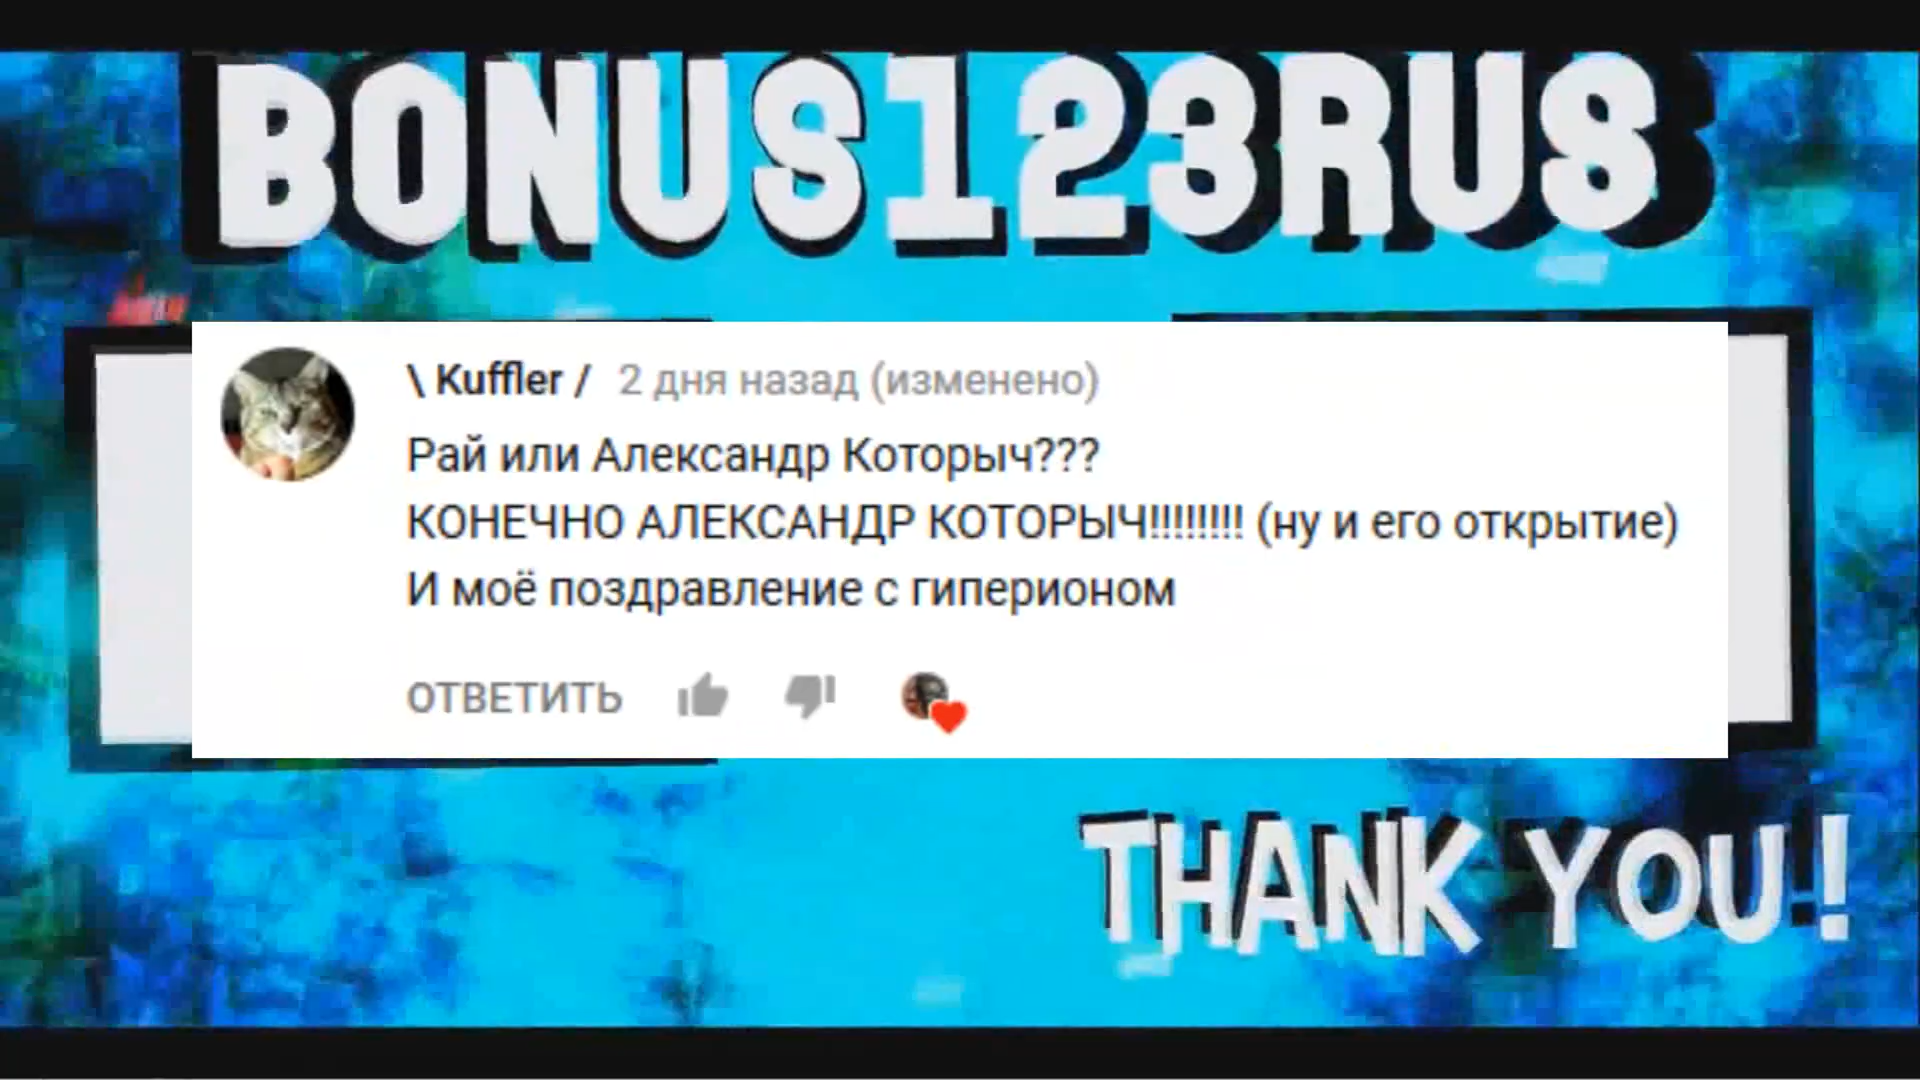 BONUS123RUS
\ Kuffler / 2 дня назад (изменено)
Рай или Александр Которыч???
КОНЕЧНО АЛЕКСАНДР КОТОРЫЧ!!!!!!!!! (ну и его открытие)
И моё поздравление с гиперионом
ОТВЕТИТЬ
THANK YOU!